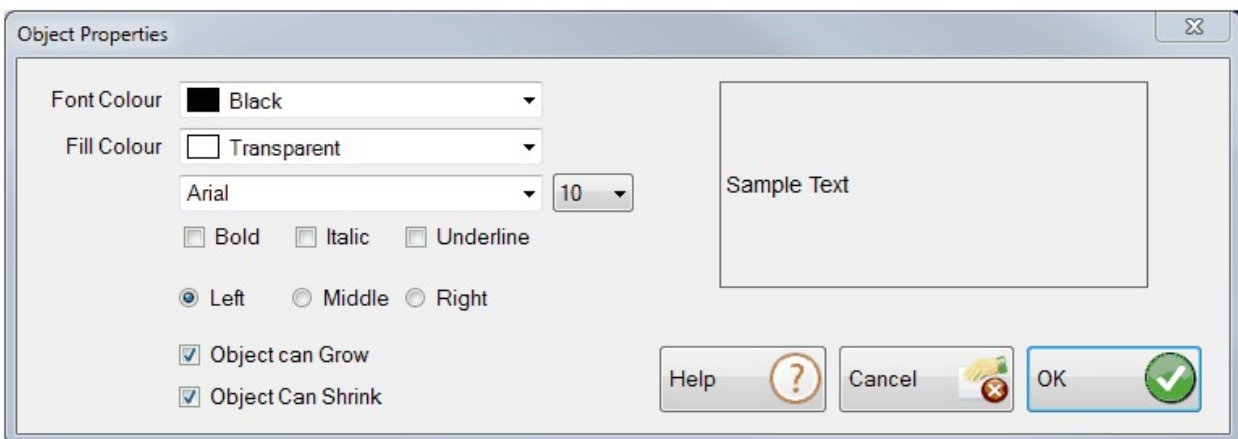 Object Properties
Font Colour Black
Fill Colour Transparent
Arial 10
Sample Text
Bold Italic Underline
Left Middle Right
Object can Grow
Object Can Shrink
Help Cancel OK